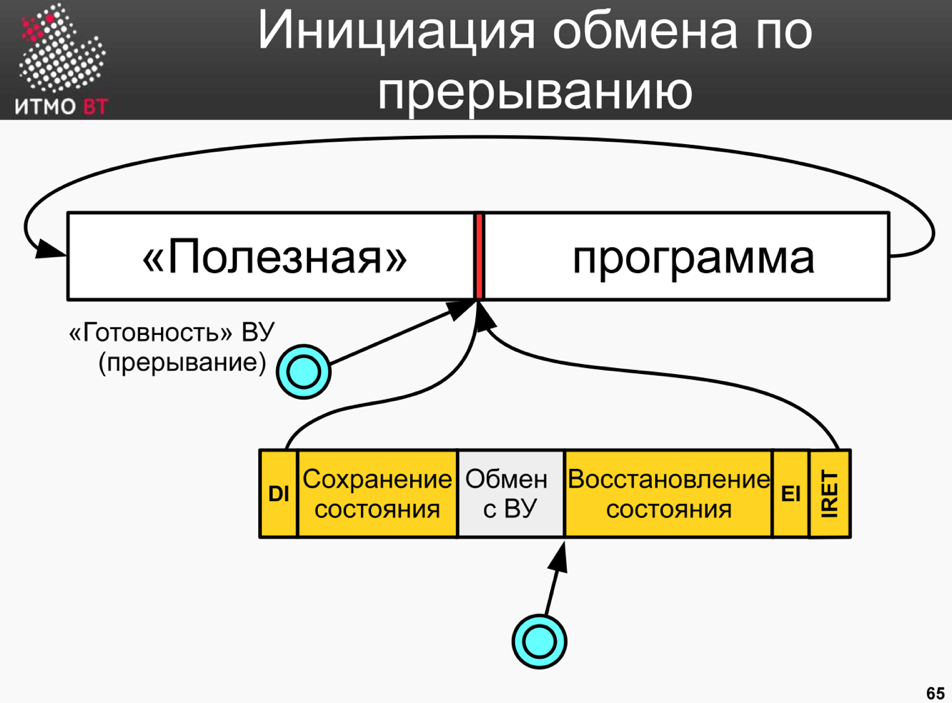 ИТМО ВТ
Инициация обмена по
прерыванию
«Полезная» программа
«Готовность» ВУ
(прерывание)
DI
Сохранение
состояния
Обмен
с ВУ
Восстановление
состояния
EI
IRET
65